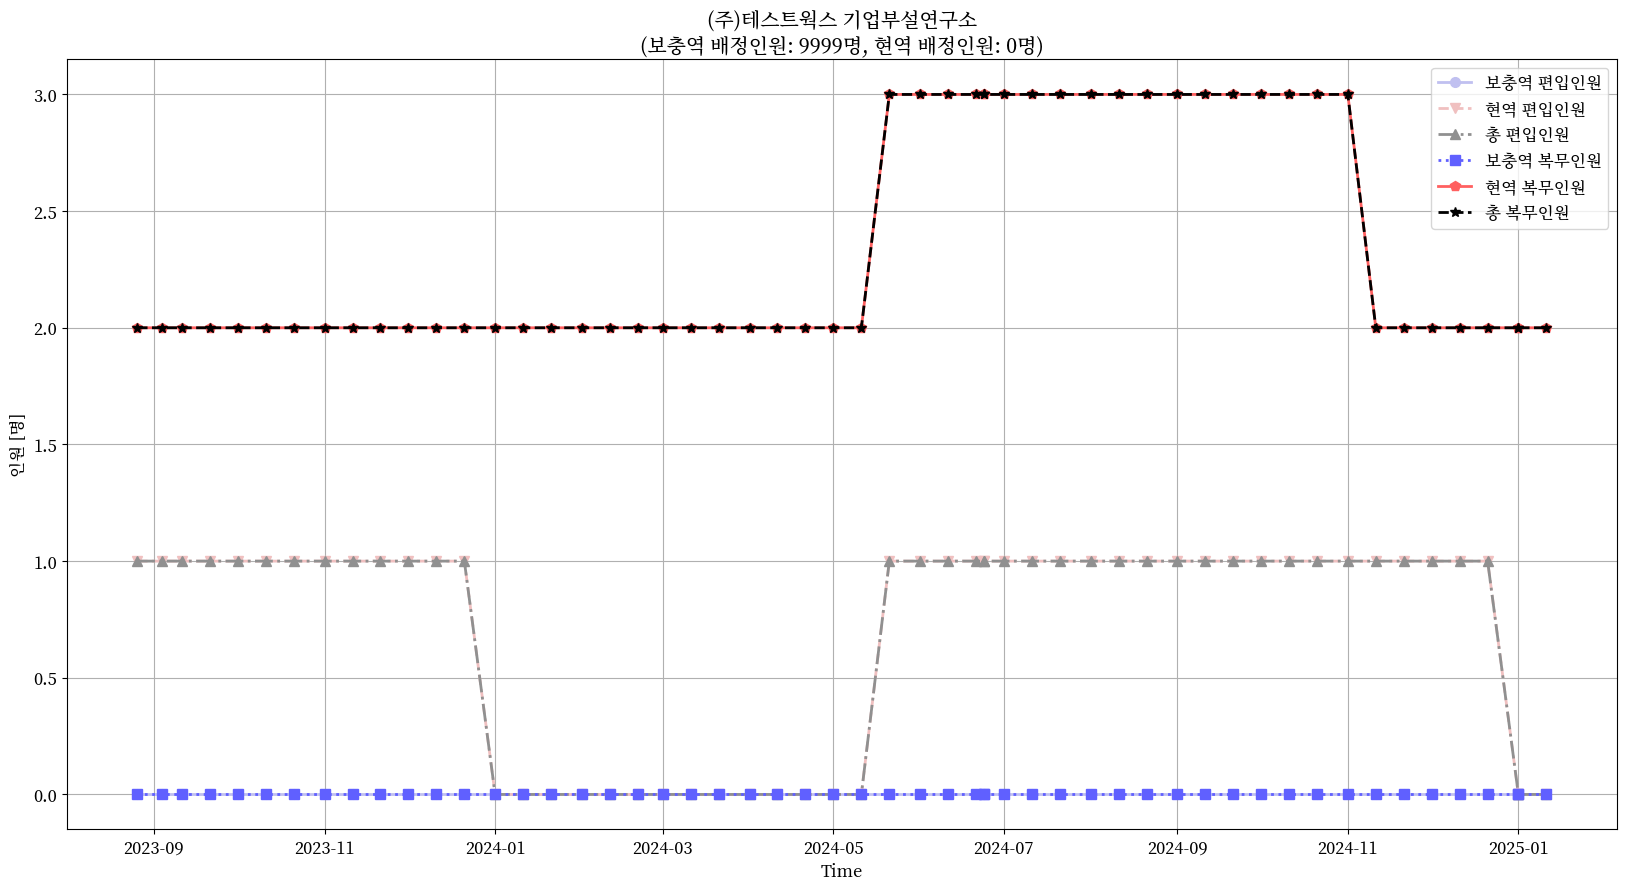 (주)테스트웍스 기업부설연구소
(보충역 배정인원: 9999명, 현역 배정인원: 0명)
보충역 편입인원
현역 편입인원
총 편입인원
보충역 복무인원
현역 복무인원
총 복무인원
인원 [명]
3.0
2.5
2.0
1.5
1.0
0.5
0.0
2023-09 2023-11 2024-01 2024-03 2024-05 2024-07 2024-09 2024-11 2025-01
Time